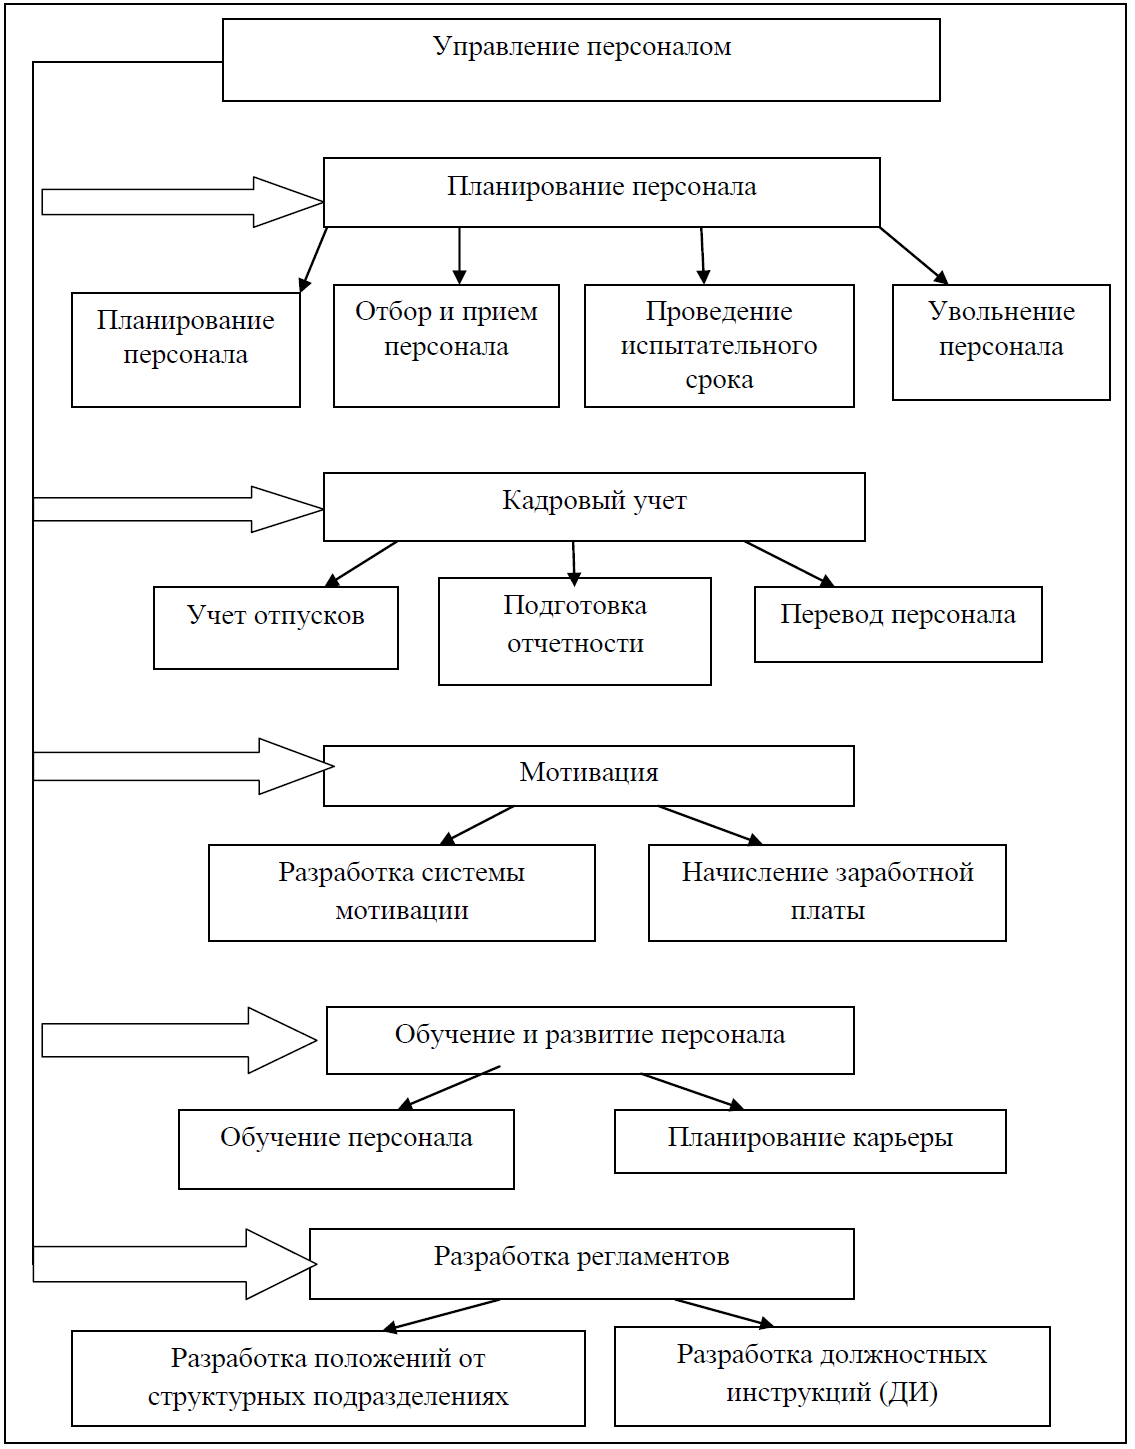 Управление персоналом
Планирование персонала
Планирование
персонала
Отбор и прием
персонала
Проведение
испытательного
срока
Увольнение
персонала
Кадровый учет
Учет отпусков
Подготовка
отчетности
Перевод персонала
Мотивация
Разработка системы
мотивации
Начисление заработной
платы
Обучение и развитие персонала
Обучение персонала
Планирование карьеры
Разработка регламентов
Разработка положений от
структурных подразделениях
Разработка должностных
инструкций (ДИ)